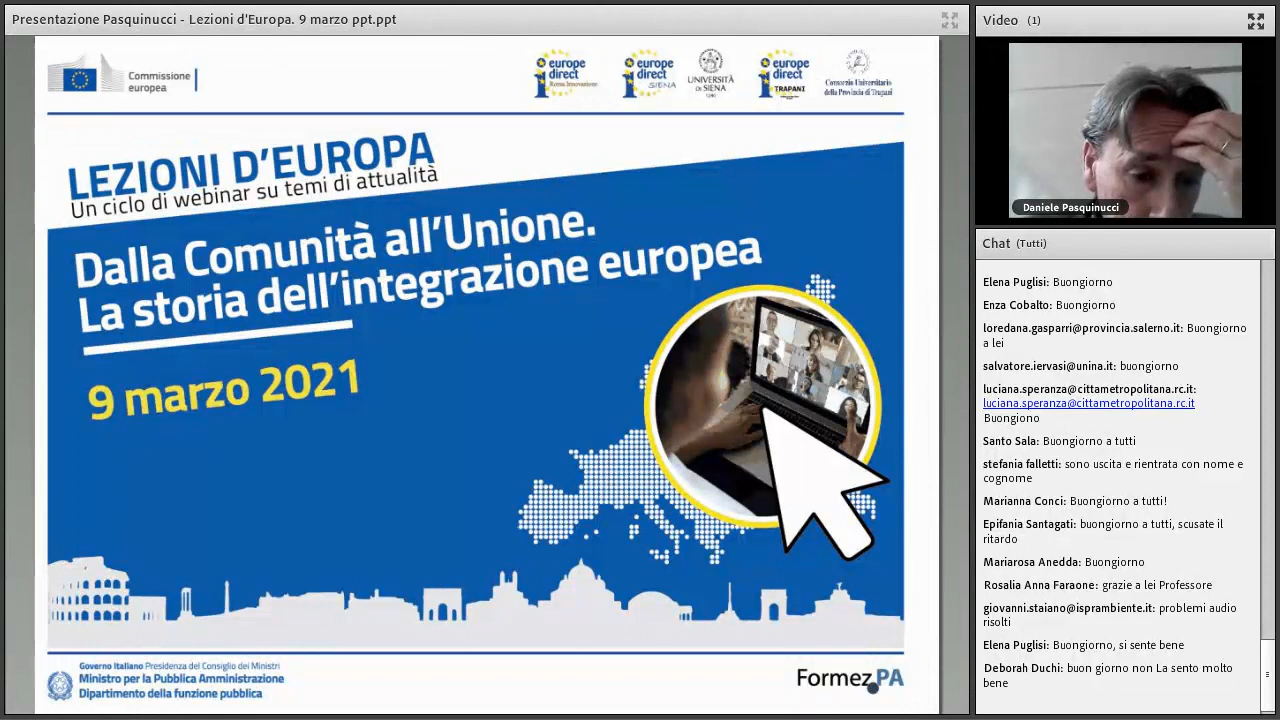 Presentazione Pasquinucci - Lezioni d'Europa. 9 marzo ppt.ppt
Commissione
europea
europe
direct
Roma Innovazione
europe
direct
SIENA
UNIVERSITÀ
DI SIENA
1240
europe
direct
TRAPANI
Consorzio Universitario
della Provincia di Trapani
LEZIONI D'EUROPA
Un ciclo di webinar su temi di attualità
Dalla Comunità all'Unione.
La storia dell'integrazione europea
9 marzo 2021
Governo Italiano Presidenza del Consiglio dei Ministri
Ministro per la Pubblica Amministrazione
Dipartimento della funzione pubblica
Formez PA
Video (1)
Daniele Pasquinucci
Chat (Tutti)
Elena Puglisi: Buongiorno
Enza Cobalto: Buongiorno
loredana.gasparri@provincia.salerno.it: Buongiorno
a lei
salvatore.iervasi@unina.it: buongiorno
luciana.speranza@cittametropolitana.rc.it:
luciana.speranza@cittametropolitana.rc.it
Buongiono
Santo Sala: Buongiorno a tutti
stefania falletti: sono uscita e rientrata con nome e
cognome
Marianna Conci: Buongiorno a tutti!
Epifania Santagati: buongiorno a tutti, scusate il
ritardo
Mariarosa Anedda: Buongiorno
Rosalia Anna Faraone: grazie a lei Professore
giovanni.staiano@isprambiente.it: problemi audio
risolti
Elena Puglisi: Buongiorno, si sente bene
Deborah Duchi: buon giorno non La sento molto
bene